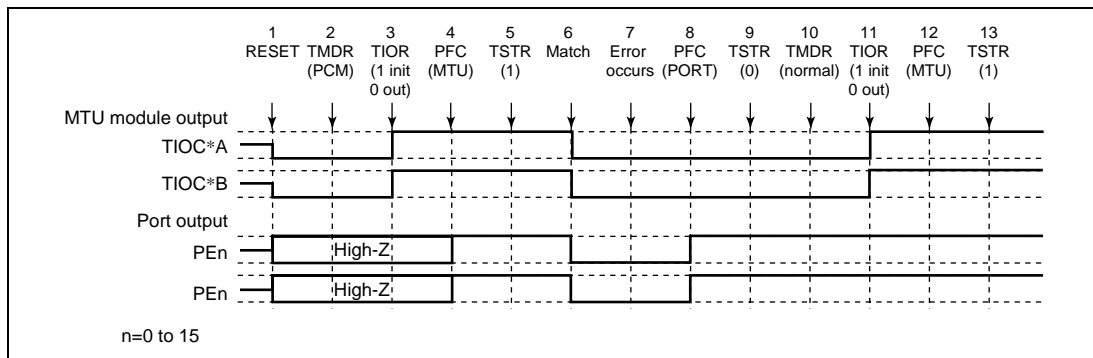 1 2 3 4 5 6 7 8 9 10 11 12 13
RESET TMDR TIOR PFC TSTR Match Error PFC TSTR TMDR TIOR PFC TSTR
(PCM) (1 init (MTU) (1) occurs (PORT) (0) (normal) (1 init (MTU) (1)
0 out) 0 out)
MTU module output
TIOC*A
TIOC*B
Port output
PEn High-Z
PEn High-Z
n=0 to 15